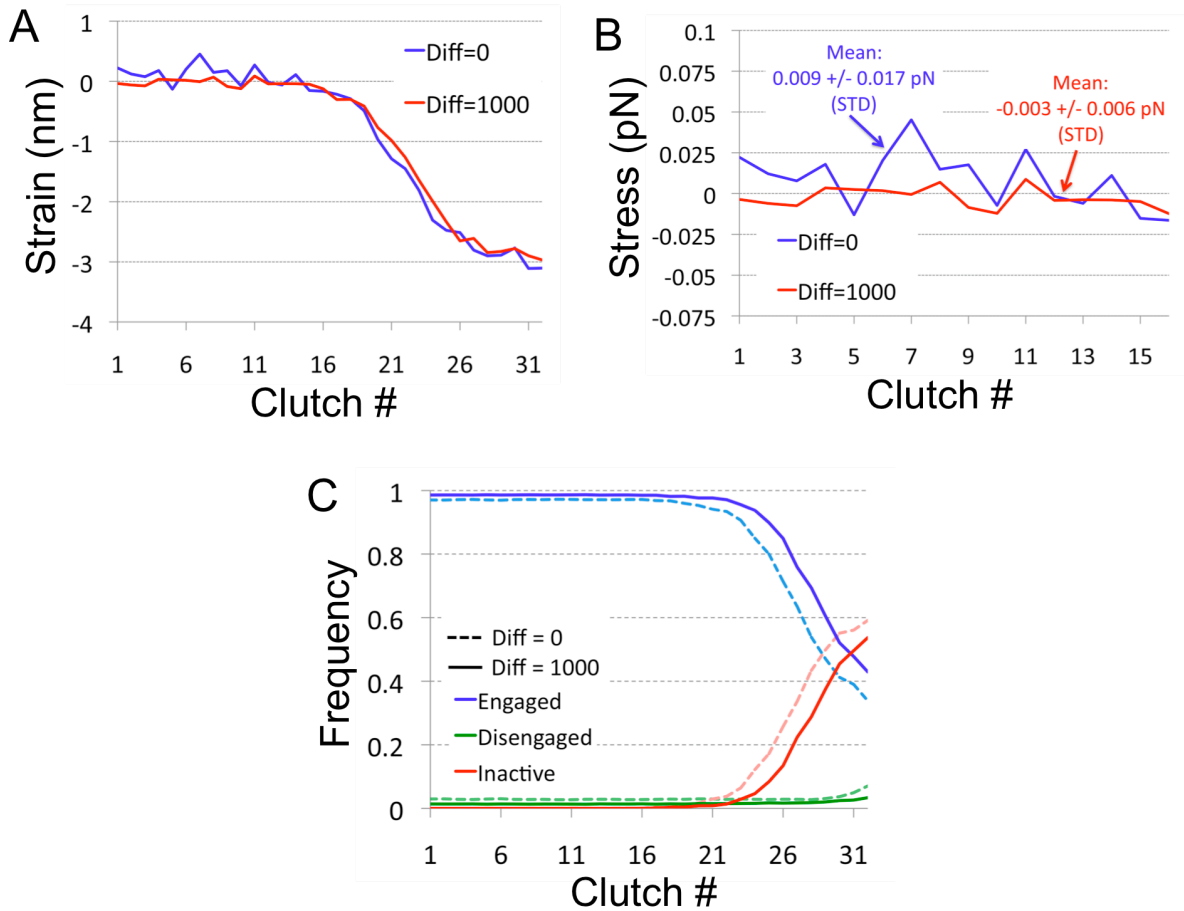 A
Strain (nm)
1
0
-1
-2
-3
-4
Diff=0
Diff=1000
1 6 11 16 21 26 31
Clutch #
B
Stress (pN)
0.1
0.075
0.05
0.025
0
-0.025
-0.05
-0.075
Mean:
0.009 +/- 0.017 pN
(STD)
Mean:
-0.003 +/- 0.006 pN
(STD)
Diff=0
Diff=1000
1 3 5 7 9 11 13 15
Clutch #
C
Frequency
1
0.8
0.6
0.4
0.2
0
Diff = 0
Diff = 1000
Engaged
Disengaged
Inactive
1 6 11 16 21 26 31
Clutch #